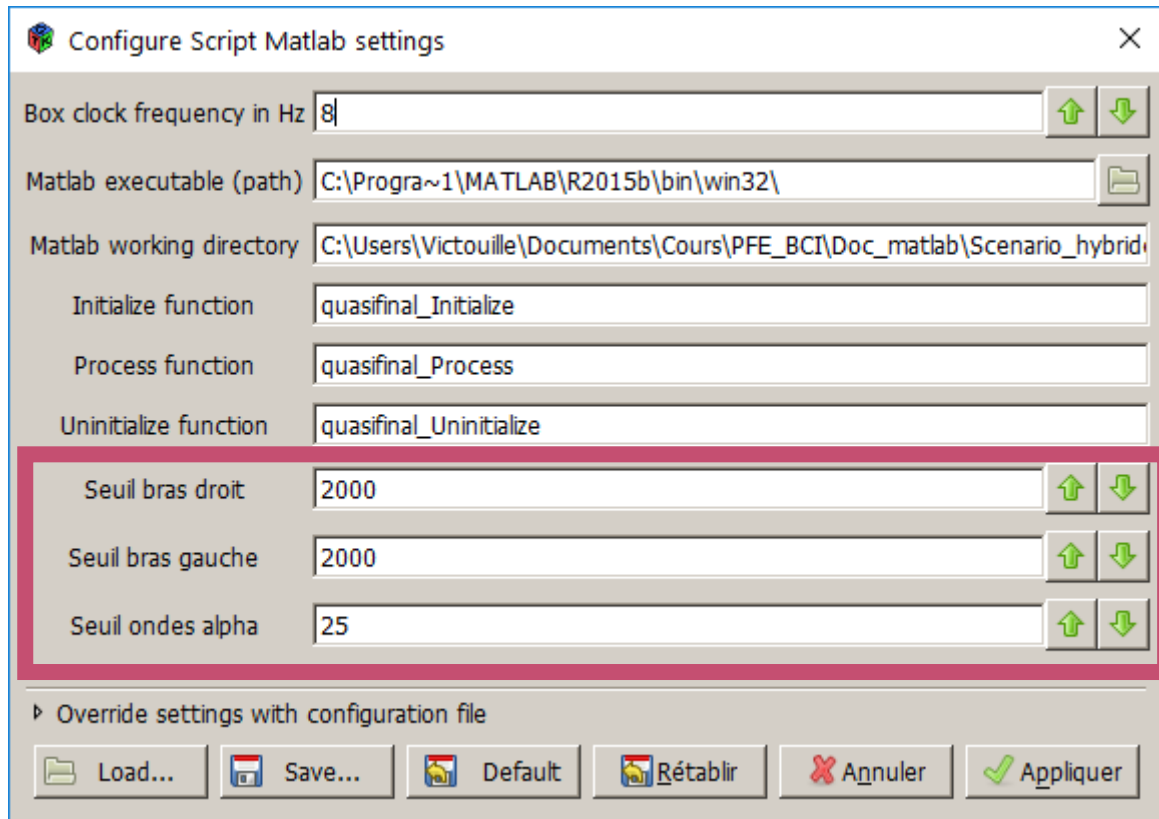 Configure Script Matlab settings
Box clock frequency in Hz 8
Matlab executable (path) C:\Progra~1\MATLAB\R2015b\bin\win32\
Matlab working directory C:\Users\Victouille\Documents\Cours\PFE_BCI\Doc_matlab\Scenario_hybride
Initialize function quasifinal_Initialize
Process function quasifinal_Process
Uninitialize function quasifinal_Uninitialize
Seuil bras droit 2000
Seuil bras gauche 2000
Seuil ondes alpha 25
Override settings with configuration file
Load... Save... Default Rétablir Annuler Appliquer